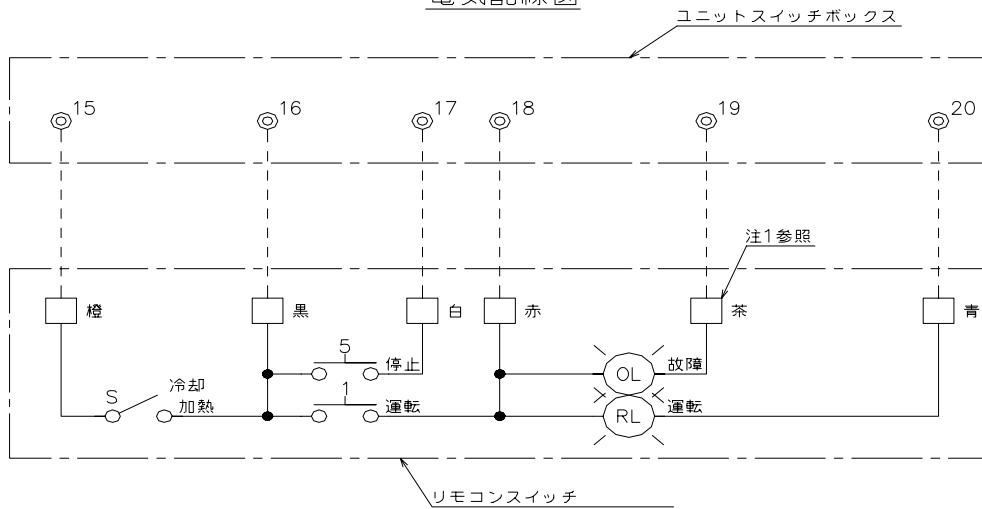 電気配線図
ユニットスイッチボックス
15
16
17
18
19
20
注1参照
橙
黒
白
赤
茶
青
5
停止
OL
故障
S
冷却
加熱
1
運転
RL
運転
リモコンスイッチ